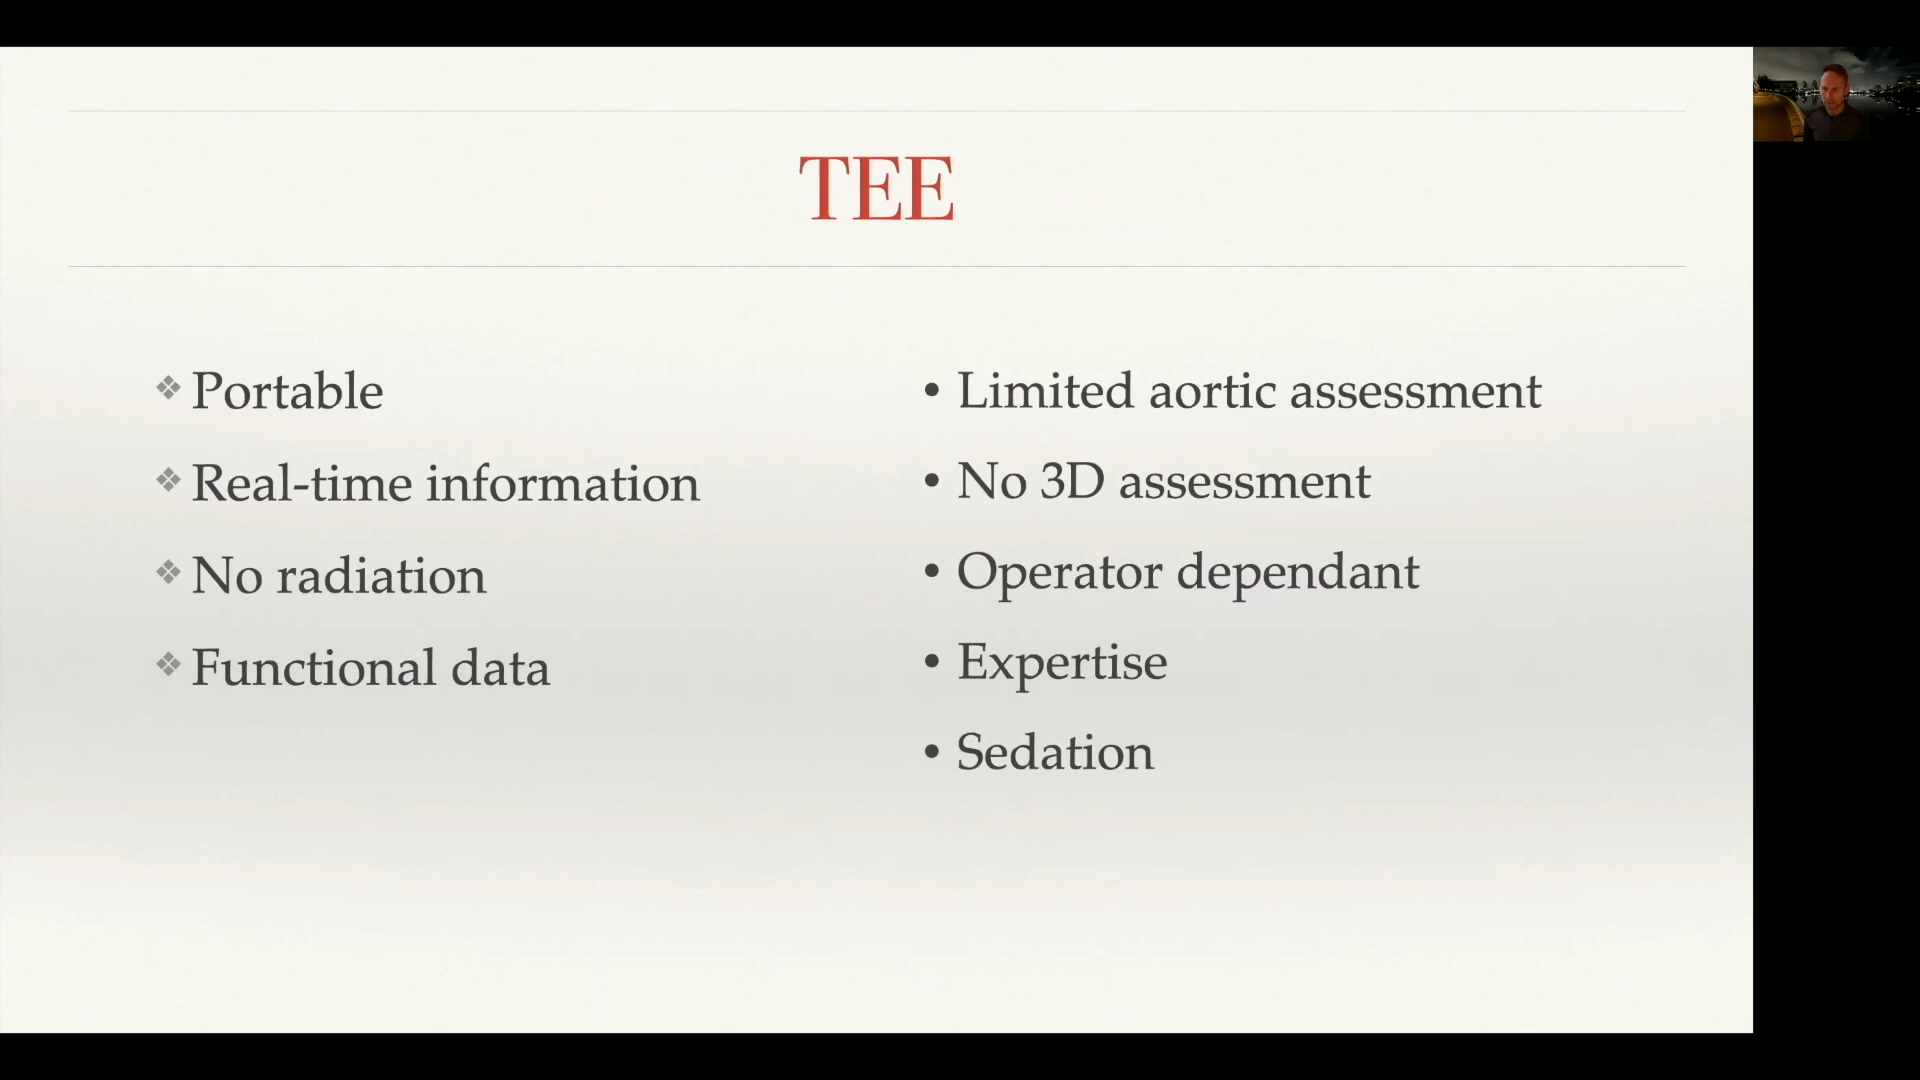 TEE
❖ Portable
❖ Real-time information
❖ No radiation
❖ Functional data
• Limited aortic assessment
• No 3D assessment
• Operator dependant
• Expertise
• Sedation